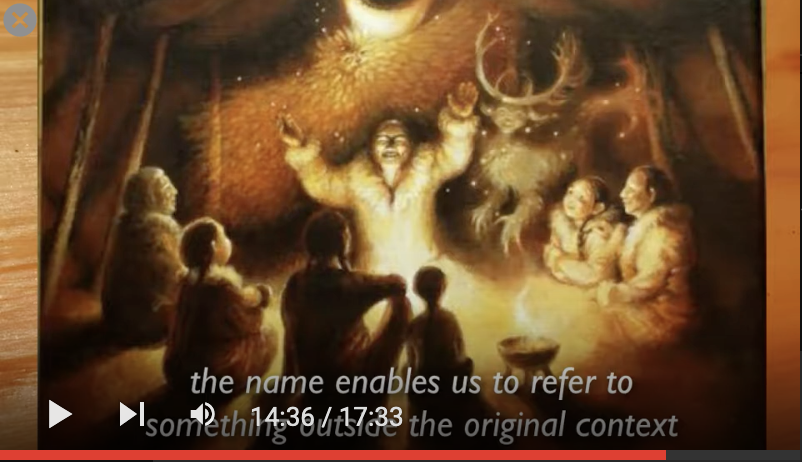 the name enables us to refer to
something outside the original context
14:36 / 17:33